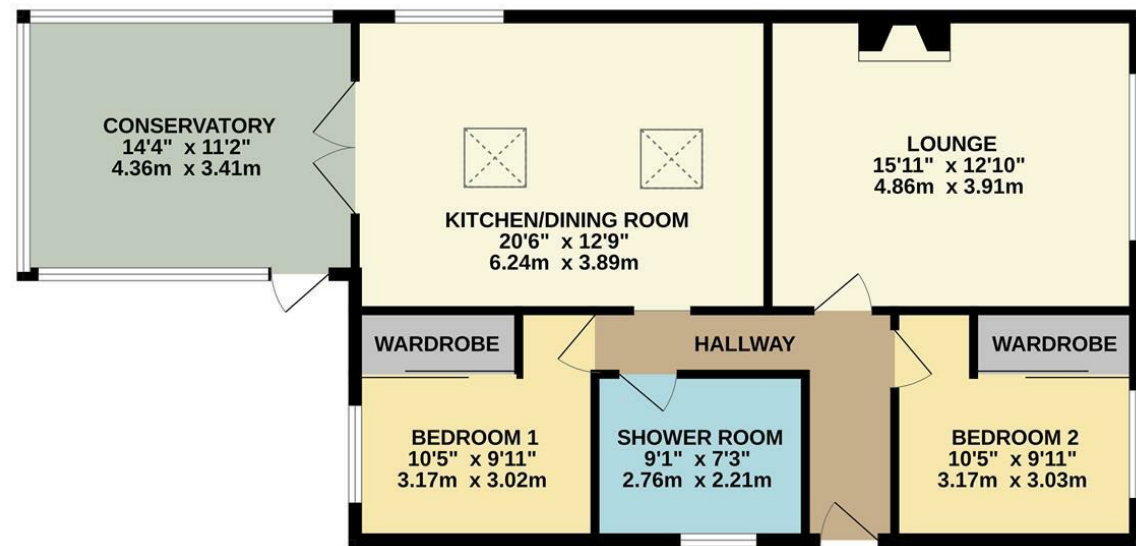 CONSERVATORY
14'4" x 11'2"
4.36m x 3.41m
LOUNGE
15'11" x 12'10"
4.86m x 3.91m
KITCHEN/DINING ROOM
20'6" x 12'9"
6.24m x 3.89m
WARDROBE
HALLWAY
WARDROBE
BEDROOM 1
10'5" x 9'11"
3.17m x 3.02m
SHOWER ROOM
9'1" x 7'3"
2.76m x 2.21m
BEDROOM 2
10'5" x 9'11"
3.17m x 3.03m